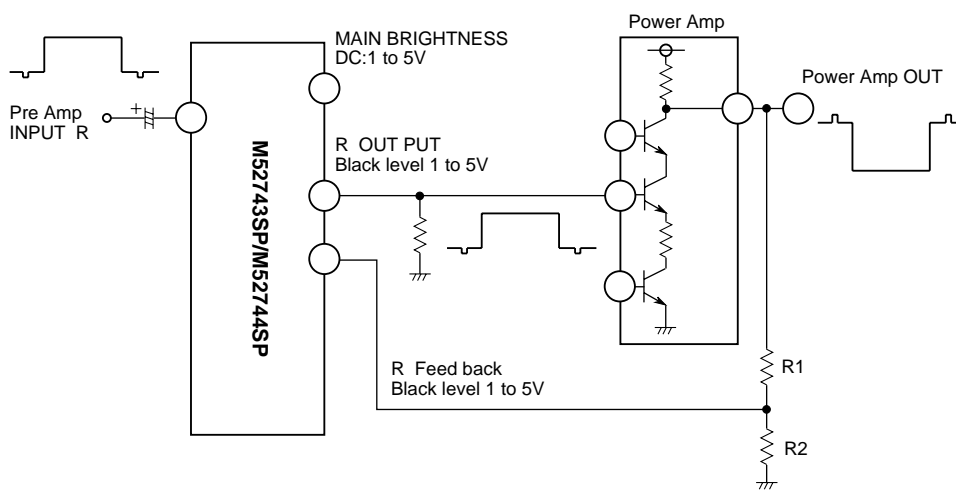 Power Amp
MAIN BRIGHTNESS
DC:1 to 5V
Power Amp OUT
Pre Amp
INPUT R
+
R OUT PUT
Black level 1 to 5V
M52743SP/M52744SP
R Feed back
Black level 1 to 5V
R1
R2